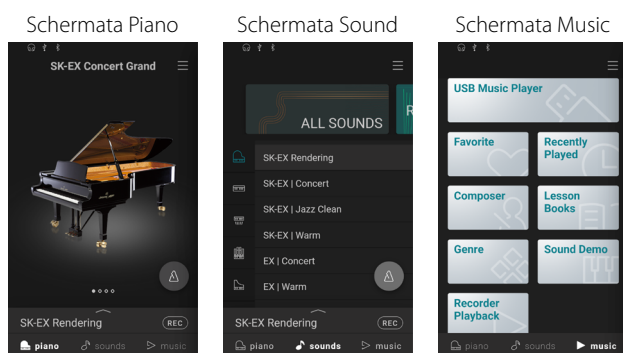 Schermata Piano
SK-EX Concert Grand
SK-EX Rendering
REC
piano
sounds
music
Schermata Sound
ALL SOUNDS
R
SK-EX Rendering
SK-EX | Concert
SK-EX | Jazz Clean
SK-EX | Warm
EX | Concert
EX | Warm
SK-EX Rendering
REC
piano
sounds
music
Schermata Music
USB Music Player
Favorite
Recently
Played
Composer
Lesson
Books
Genre
Sound Demo
Recorder
Playback
piano
sounds
music